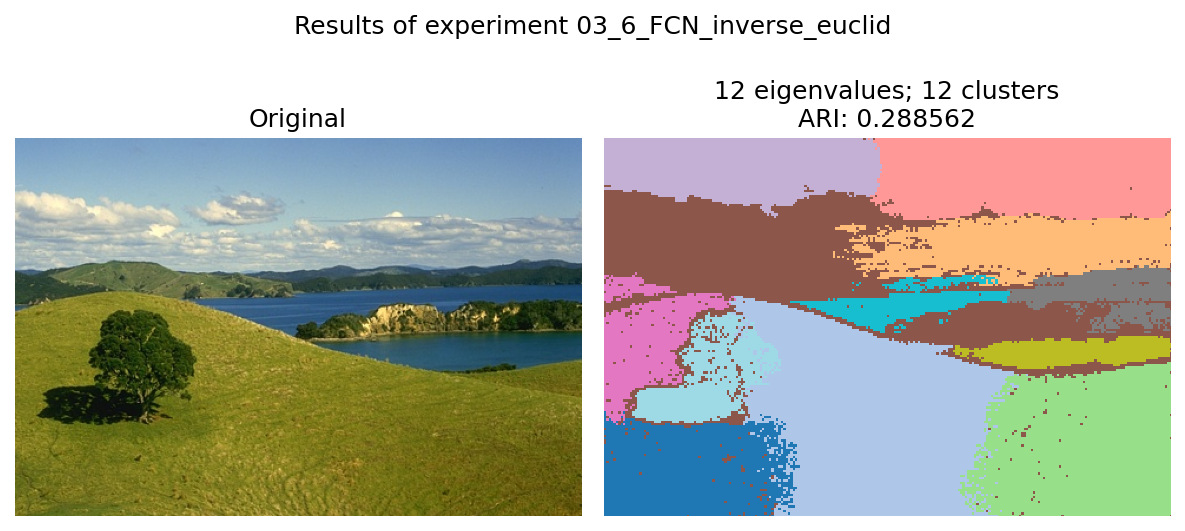 Results of experiment 03_6_FCN_inverse_euclid
Original
12 eigenvalues; 12 clusters
ARI: 0.288562